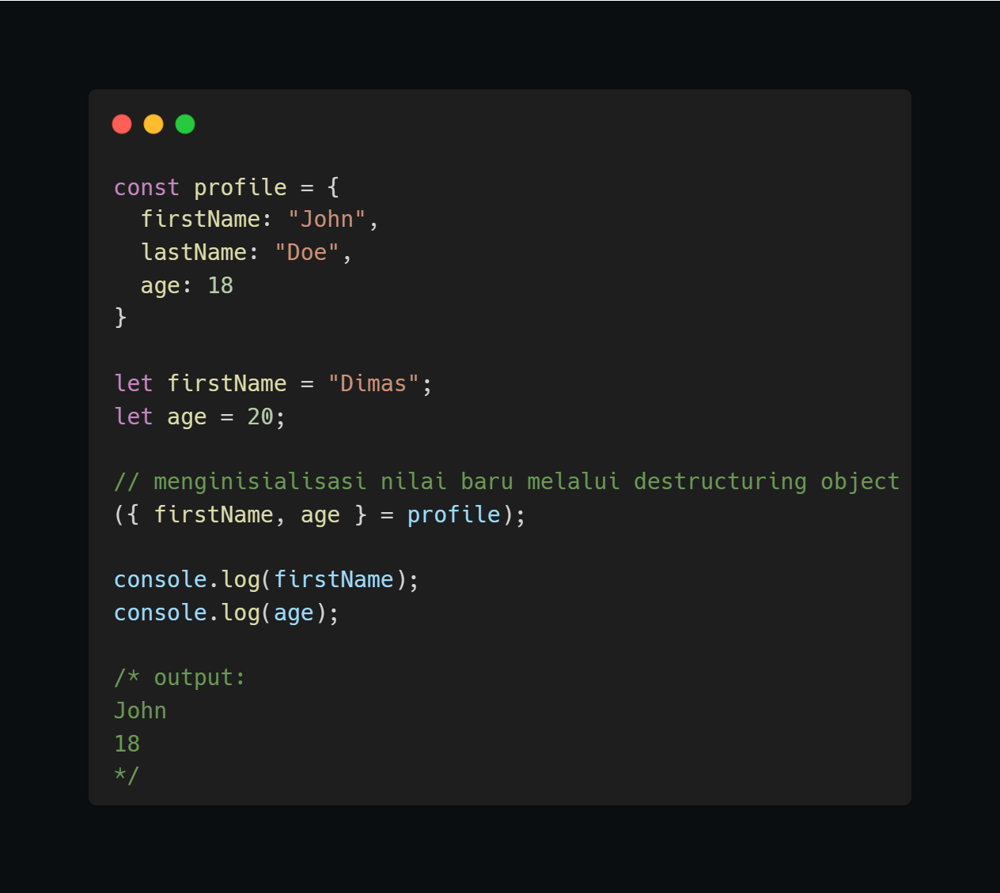 const profile = {
  firstName: "John",
  lastName: "Doe",
  age: 18
}

let firstName = "Dimas";
let age = 20;

// menginisialisasi nilai baru melalui destructuring object
({ firstName, age } = profile);

console.log(firstName);
console.log(age);

/* output:
John
18
*/